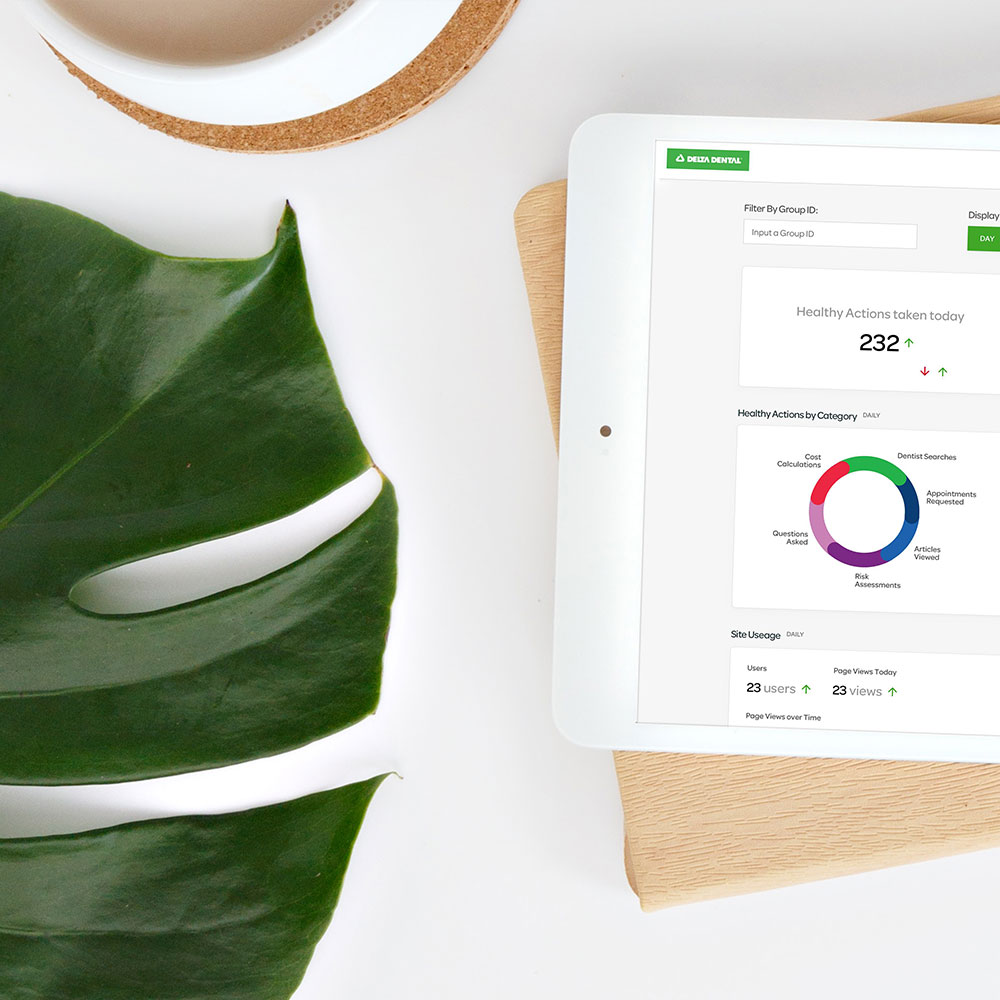 DELTA DENTAL
Filter By Group ID:
Display
Input a Group ID
DAY
Healthy Actions taken today
232
Healthy Actions by Category DAILY
Cost
Calculations
Dentist Searches
Appointments
Requested
Questions
Asked
Articles
Viewed
Risk
Assessments
Site Useage DAILY
Users
Page Views Today
23 users
23 views
Page Views over Time